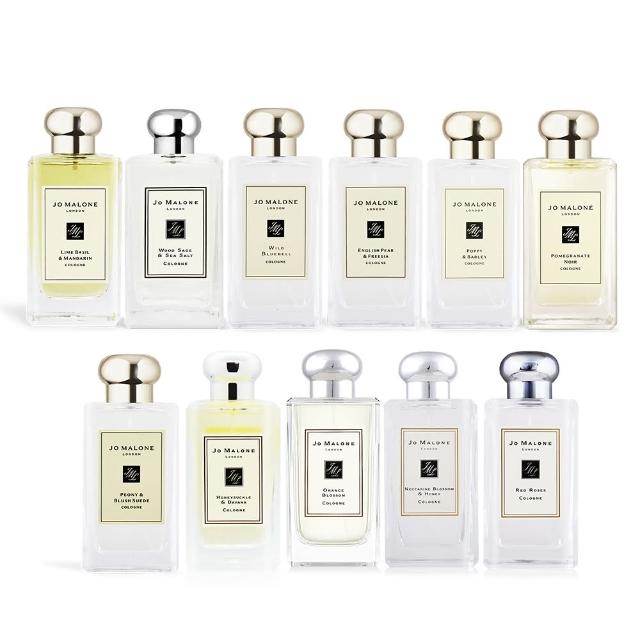 JO MALONE
LONDON
LIME BASIL
& MANDARIN
COLOGNE
JO MALONE
LONDON
WOOD SAGE
& SEA SALT
COLOGNE
JO MALONE
LONDON
WILD
BLUEBELL
COLOGNE
JO MALONE
LONDON
ENGLISH PEAR
& FREESIA
COLOGNE
JO MALONE
LONDON
POPPY
& BARLEY
COLOGNE
JO MALONE
LONDON
POMEGRANATE
NOIR
COLOGNE
JO MALONE
LONDON
PEONY &
BLUSH SUEDE
COLOGNE
JO MALONE
LONDON
HONEYSUCKLE
& DAVANA
COLOGNE
JO MALONE
LONDON
ORANGE
BLOSSOM
COLOGNE
JO MALONE
LONDON
NECTARINE BLOSSOM
& HONEY
COLOGNE
JO MALONE
LONDON
RED ROSES
COLOGNE